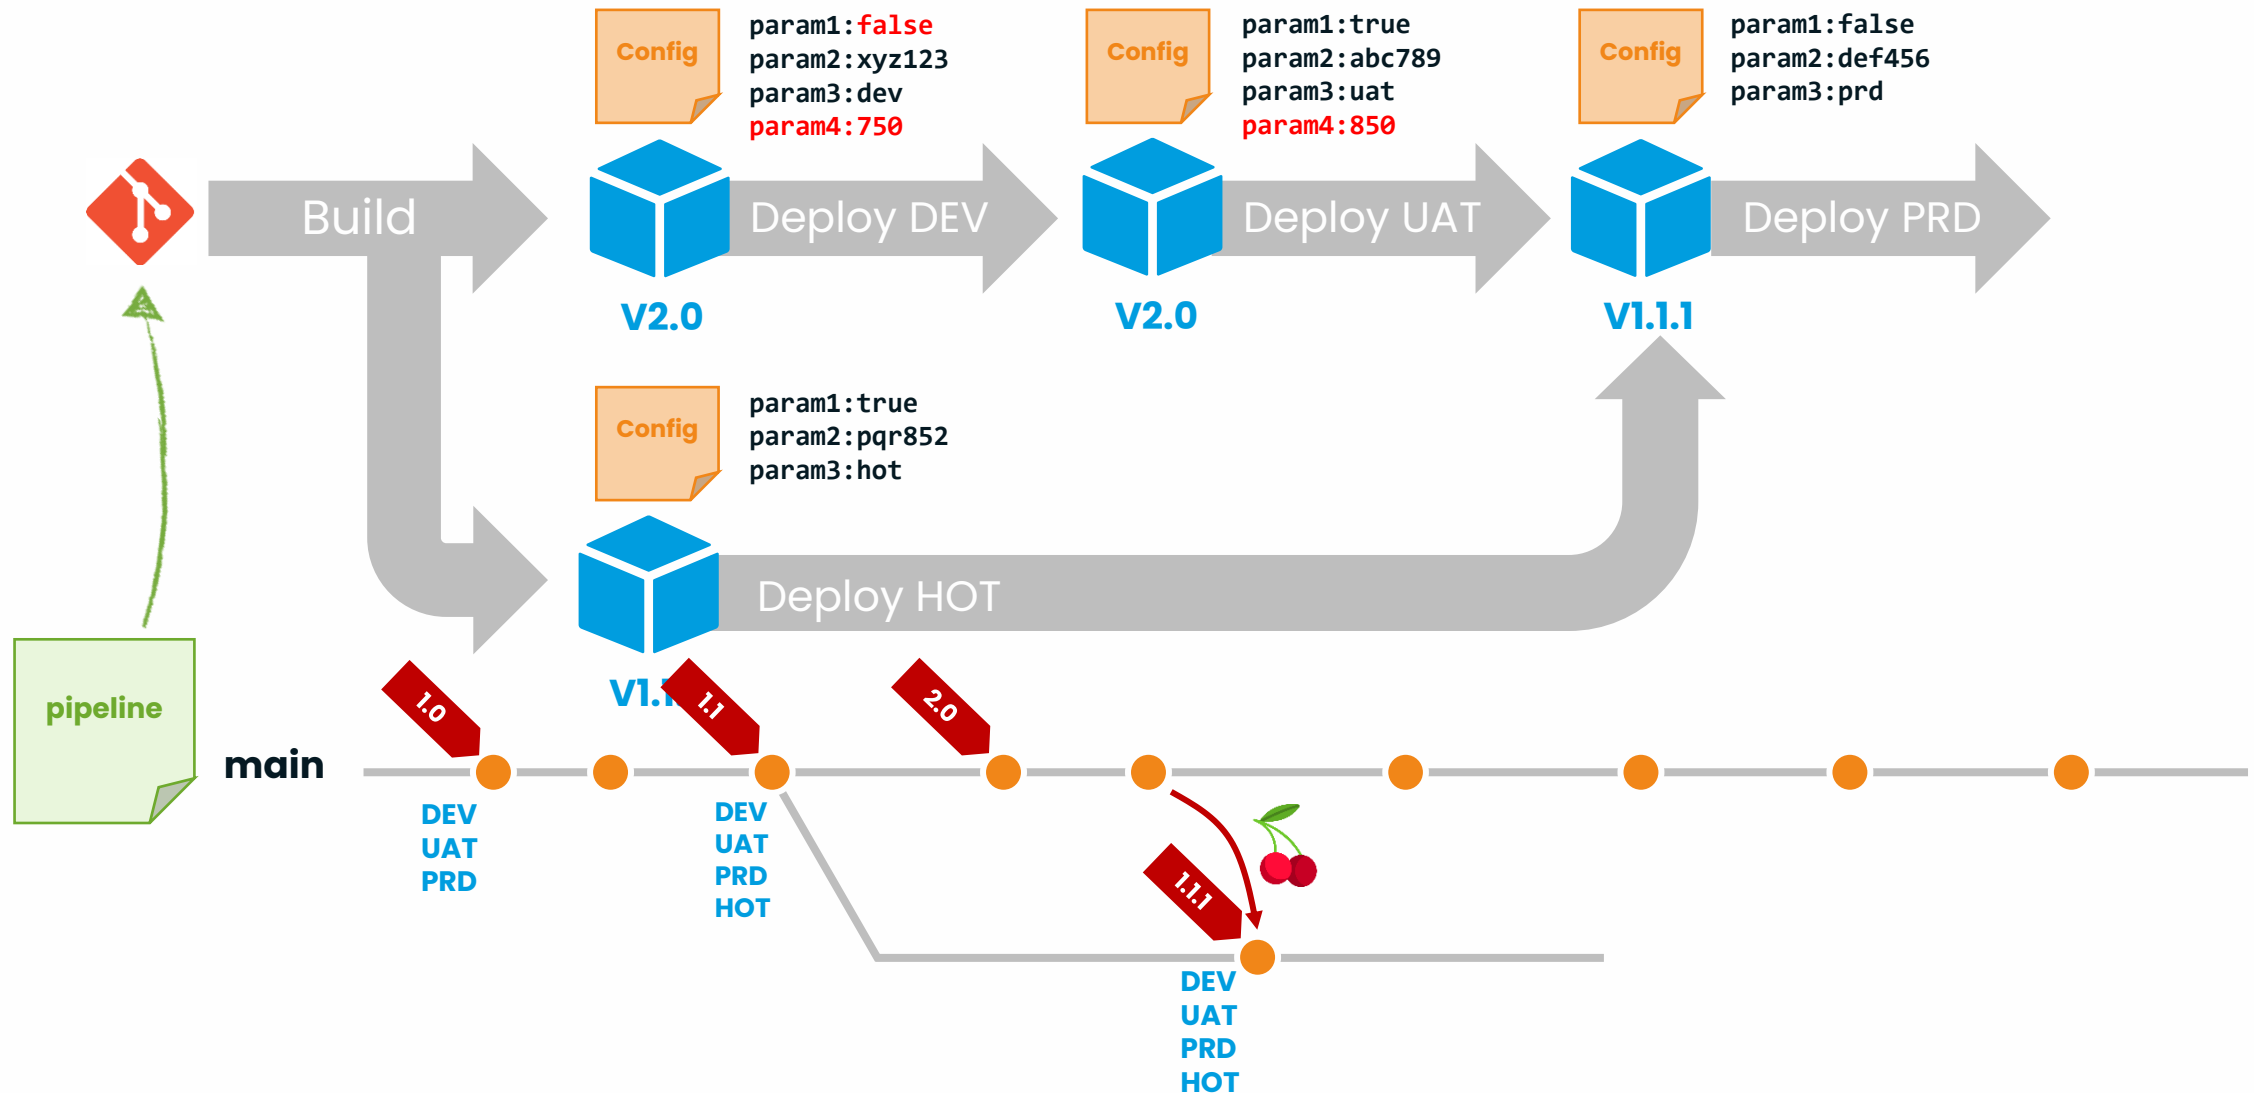 Config
param1:false
param2:xyz123
param3:dev
param4:750
Config
param1:true
param2:abc789
param3:uat
param4:850
Config
param1:false
param2:def456
param3:prd
Build
Deploy DEV
Deploy UAT
Deploy PRD
V2.0
V2.0
V1.1.1
Config
param1:true
param2:pqr852
param3:hot
Deploy HOT
pipeline
1.0
1.1
2.0
main
DEV
UAT
PRD
DEV
UAT
PRD
HOT
1.1.1
DEV
UAT
PRD
HOT